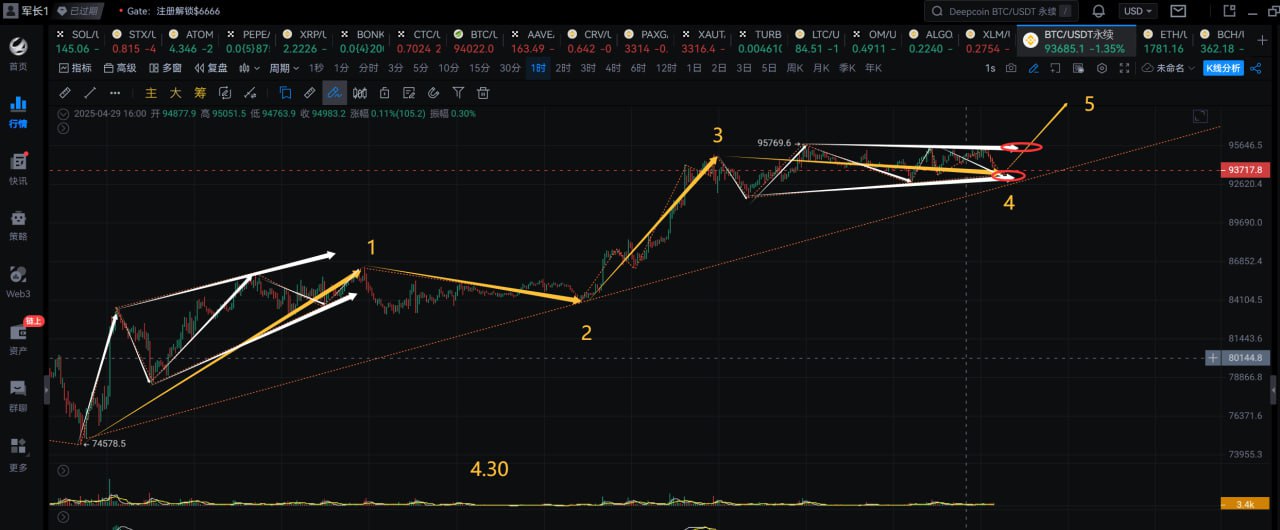 军长1 已过期 Gate: 注册解锁$6666 Deepcoin BTC/USDT 永续 / USD
SOL/U STX/U ATOM PEPE/ XRP/U BONK CTC/U BTC/U AAVE CRV/U PAXG XAUT TURB LTC/U OM/U ALGO XLM/U BTC/USDT永续 ETH/U BCH/U
145.06 - 0.815 -4 4.346 -2 0.0{5}87: 2.2226 - 0.0{4}20( 0.7024 2 94022.0 163.49 - 0.642 -0 3314 -0. 3316.4 - 0.00461( 84.51 -1 0.4911 - 0.2240 - 0.2754 - 93685.1 -1.35% 1781.16 362.18 -
首页
指标 高级 多窗 复盘 周期 1秒 1分 分时 3分 5分 10分 15分 30分 1时 2时 3时 4时 6时 12时 1日 2日 3日 5日 周K 月K 季K 年K 1s 未命名 K线分析
主 大 筹
行情
2025-04-29 16:00 开 94877.9 高 95051.5 低 94763.9 收 94983.2 涨幅 0.11%(105.2) 振幅 0.30%
5
3
95769.6
95646.5
93717.8
快讯
92620.4
4
策略
89690.0
1
86852.4
Web3
84104.5
链上
2
资产
81443.6
80144.8
78866.8
群聊
76371.6
74578.5
73955.3
更多
4.30
3.4k